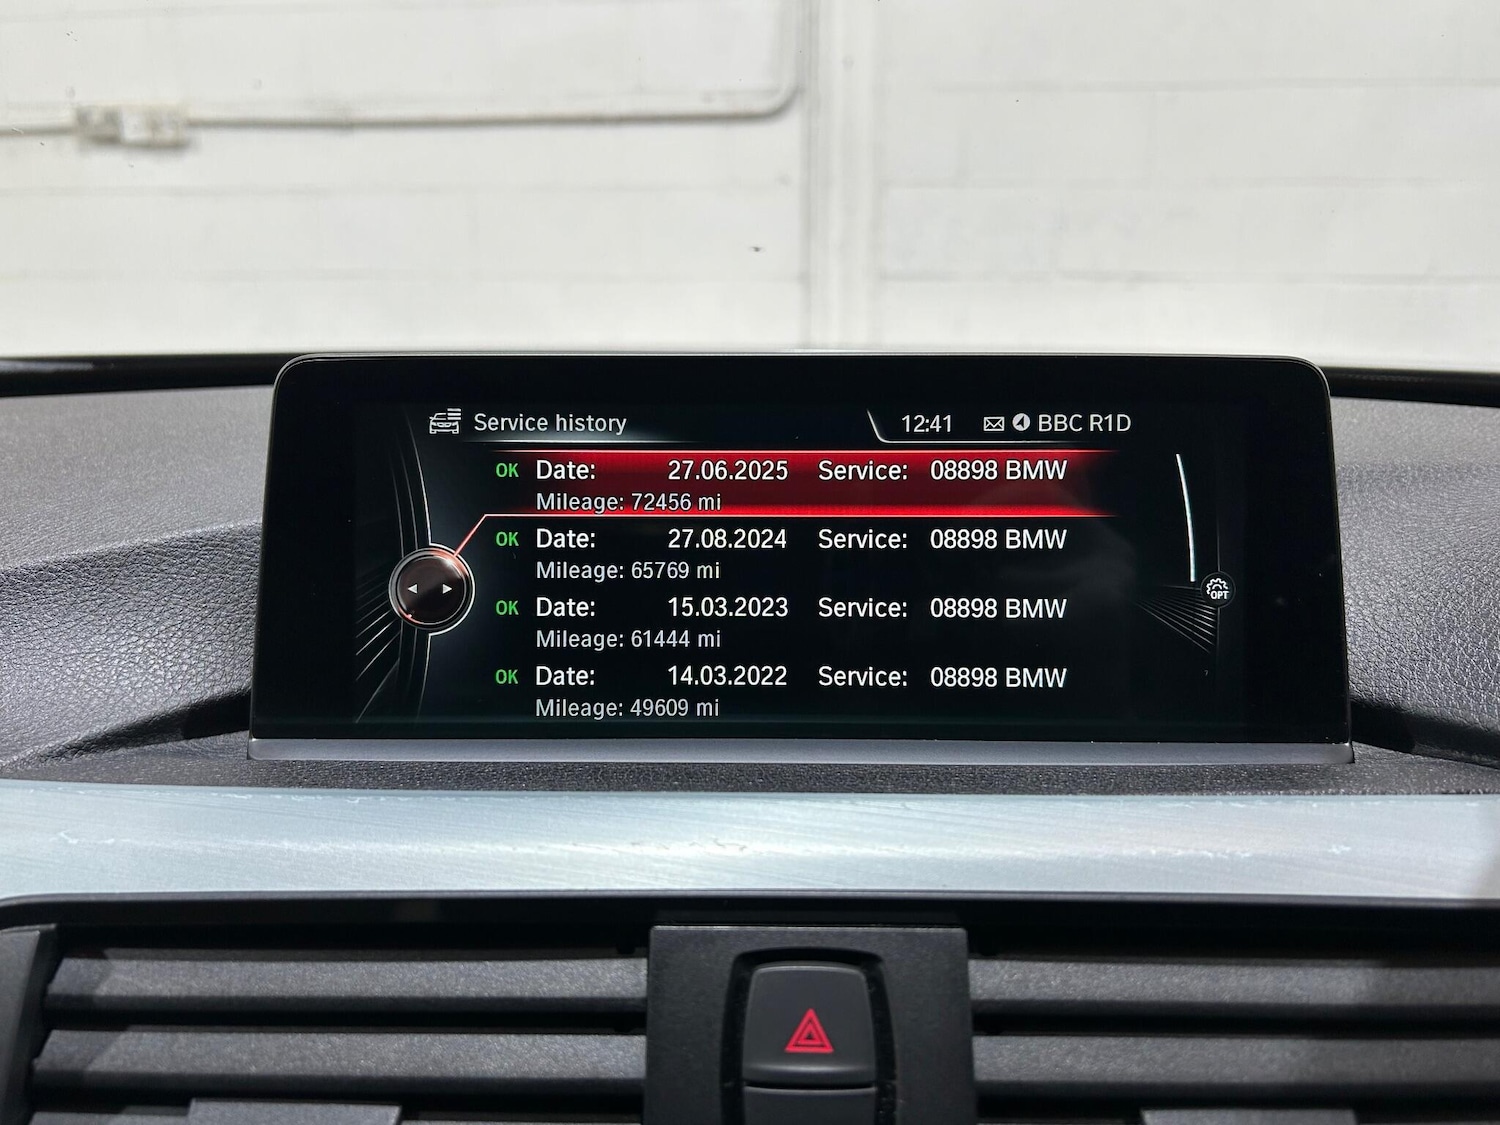 Service history 12:41 BBC R1D
OK Date: 27.06.2025 Service: 08898 BMW
Mileage: 72456 mi
OK Date: 27.08.2024 Service: 08898 BMW
Mileage: 65769 mi
OPT
OK Date: 15.03.2023 Service: 08898 BMW
Mileage: 61444 mi
OK Date: 14.03.2022 Service: 08898 BMW
Mileage: 49609 mi